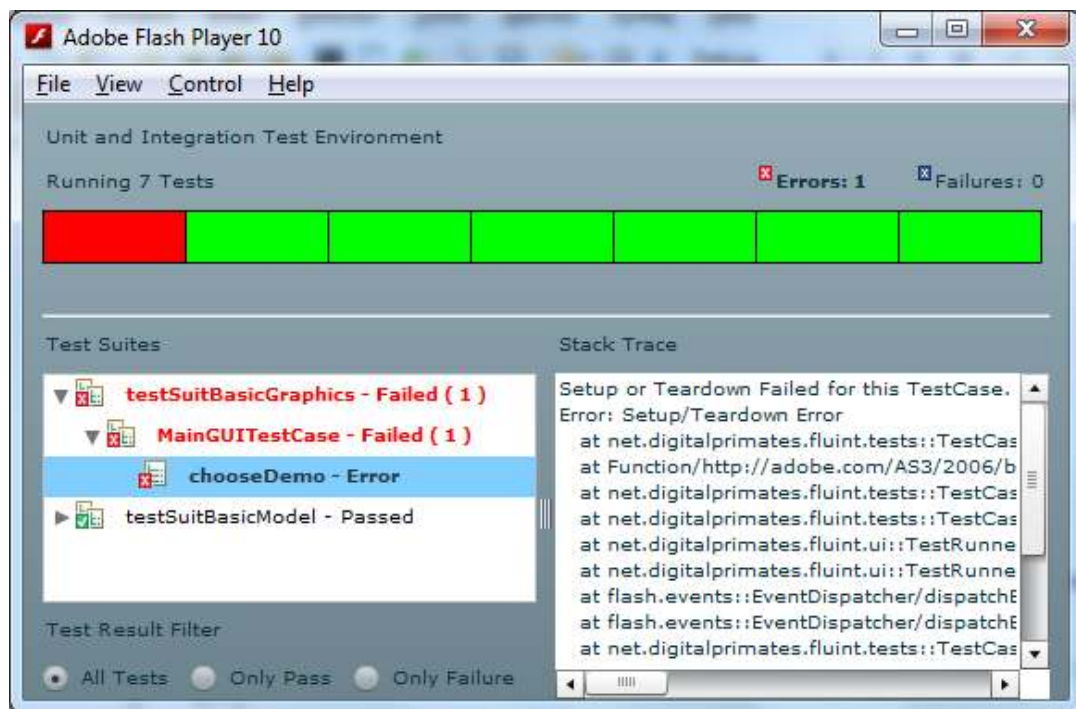 Adobe Flash Player 10
File View Control Help
Unit and Integration Test Environment
Running 7 Tests
Errors: 1
Failures: 0
Test Suites
testSuitBasicGraphics - Failed ( 1 )
MainGUITestCase - Failed ( 1 )
chooseDemo - Error
testSuitBasicModel - Passed
Test Result Filter
All Tests Only Pass Only Failure
Stack Trace
Setup or Teardown Failed for this TestCase.
Error: Setup/Teardown Error
at net.digitalprimates.fluint.tests::TestCas
at Function/http://adobe.com/AS3/2006/b
at net.digitalprimates.fluint.tests::TestCas
at net.digitalprimates.fluint.tests::TestCas
at net.digitalprimates.fluint.ui::TestRunne
at net.digitalprimates.fluint.ui::TestRunne
at flash.events::EventDispatcher/dispatchE
at flash.events::EventDispatcher/dispatchE
at net.digitalprimates.fluint.tests::TestCas